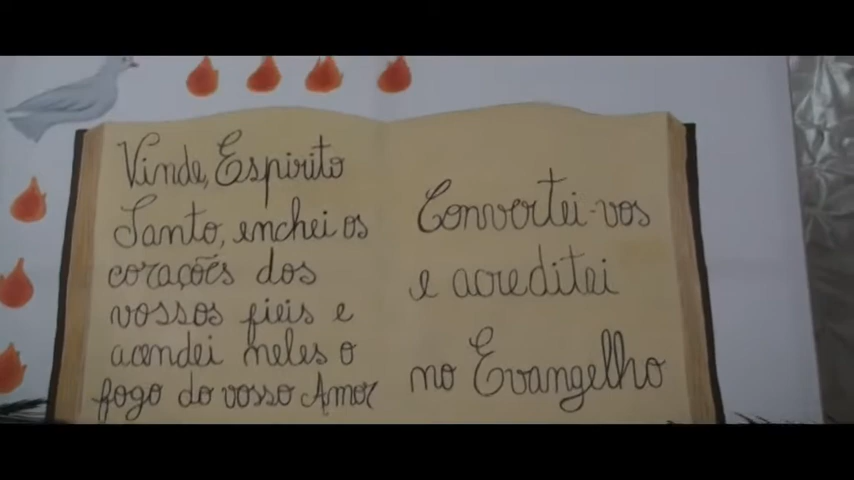 Vinde, Espirito
Santo, enchei os
corações dos
vossos fieis e
acendei neles o
fogo do vosso Amor
Convertei-vos
e acreditei
no Evangelho